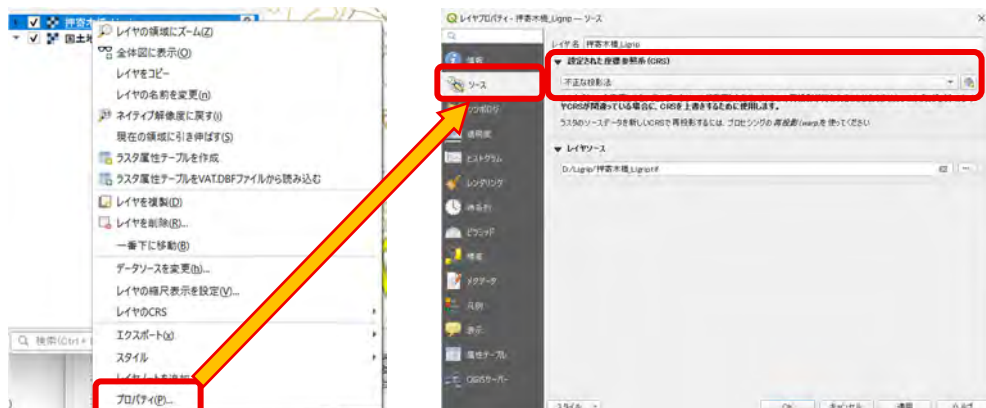 押寄木橋_Ligrip
国土地
レイヤの領域にズーム(Z)
全体図に表示(O)
レイヤをコピー
レイヤの名前を変更(n)
ネイティブ解像度に戻す(i)
現在の領域に引き伸ばす(S)
ラスタ属性テーブルを作成
ラスタ属性テーブルをVAT.DBFファイルから読み込む
レイヤを複製(D)
レイヤを削除(R)...
一番下に移動(B)
データソースを変更(h)...
レイヤの縮尺表示を設定(V)...
レイヤのCRS
エクスポート(x)
スタイル
プロパティ(P)...
検索(Ctrl+
レイヤプロパティ - 押寄木橋_Ligrip — ソース
レイヤ名 押寄木橋_Ligrip
設定された座標参照系(CRS)
不正な投影法
やCRSが間違っている場合に、CRSを上書きするために使用します。
ラスタのソースデータを新しいCRSで再投影するには、プロセシングの再投影(warp)を使ってください
レイヤソース
情報
ソース
シンボロジ
透明度
ヒストグラム
レンダリング
時系列
ピラミッド
標高
メタデータ
凡例
表示
属性テーブル
QGISサーバー
スタイル
OK
キャンセル
適用
ヘルプ